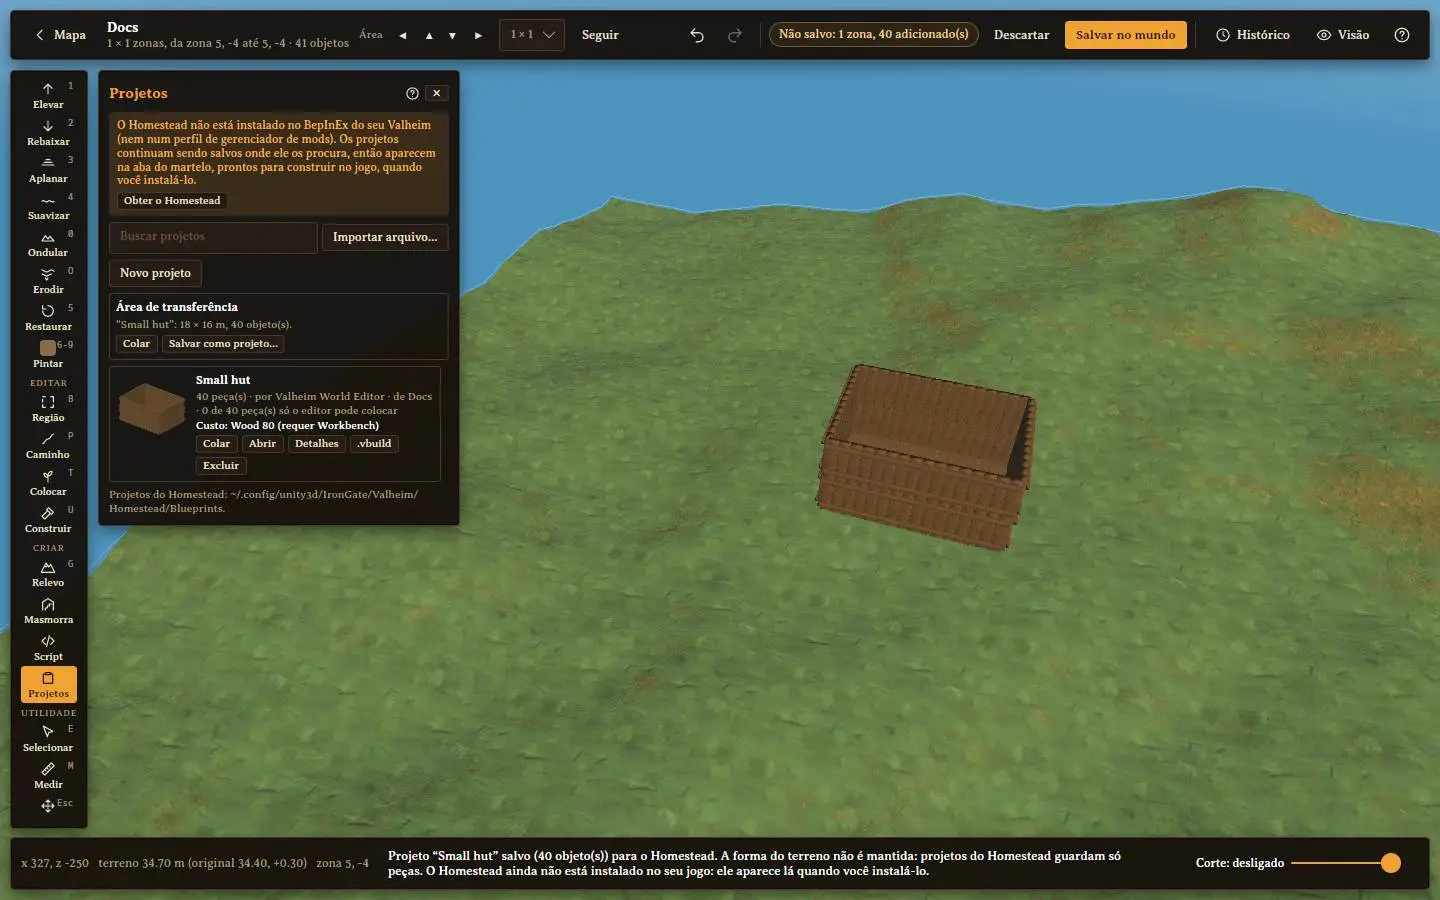 Mapa
Docs
1 × 1 zonas, da zona 5, -4 até 5, -4 · 41 objetos
Área
1 × 1
Seguir
Não salvo: 1 zona, 40 adicionado(s)
Descartar
Salvar no mundo
Histórico
Visão
1
Elevar
2
Rebaixar
3
Aplanar
4
Suavizar
0
Ondular
O
Erodir
5
Restaurar
6-9
Pintar
EDITAR
B
Região
P
Caminho
T
Colocar
U
Construir
CRIAR
G
Relevo
Masmorra
Script
Projetos
UTILIDADE
E
Selecionar
M
Medir
Esc
Projetos
O Homestead não está instalado no BepInEx do seu Valheim
(nem num perfil de gerenciador de mods). Os projetos
continuam sendo salvos onde ele os procura, então aparecem
na aba do martelo, prontos para construir no jogo, quando
você instalá-lo.
Obter o Homestead
Buscar projetos
Importar arquivo...
Novo projeto
Área de transferência
“Small hut”: 18 × 16 m, 40 objeto(s).
Colar
Salvar como projeto...
Small hut
40 peça(s) · por Valheim World Editor · de Docs
· 0 de 40 peça(s) só o editor pode colocar
Custo: Wood 80 (requer Workbench)
Colar
Abrir
Detalhes
.vbuild
Excluir
Projetos do Homestead: ~/.config/unity3d/IronGate/Valheim/
Homestead/Blueprints.
x 327, z -250
terreno 34.70 m (original 34.40, +0.30)
zona 5, -4
Projeto “Small hut” salvo (40 objeto(s)) para o Homestead. A forma do terreno não é mantida: projetos do Homestead guardam só
peças. O Homestead ainda não está instalado no seu jogo: ele aparece lá quando você instalá-lo.
Corte: desligado